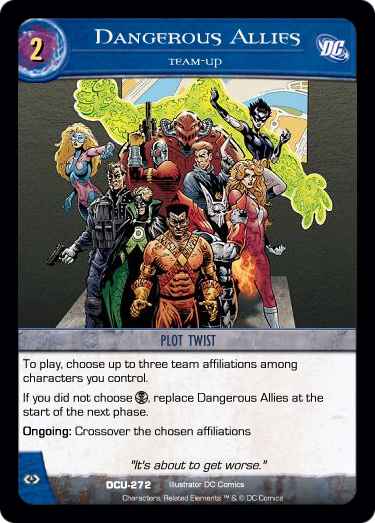 2
DANGEROUS ALLIES
TEAM-UP
DC
PLOT TWIST
To play, choose up to three team affiliations among
characters you control.
If you did not choose , replace Dangerous Allies at the
start of the next phase.
Ongoing: Crossover the chosen affiliations
"It's about to get worse."
DCU-272 Illustrator DC Comics
Characters, Related Elements ™ & © DC Comics